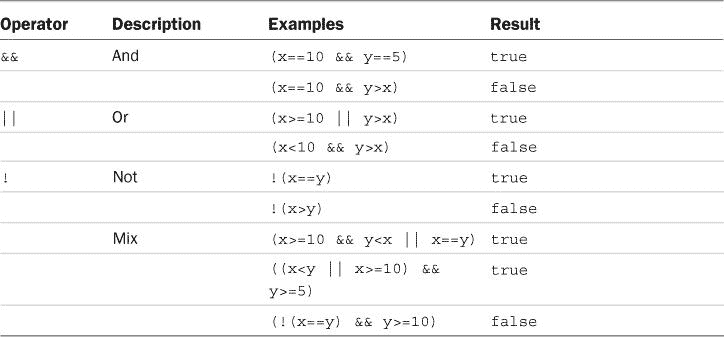 Operator Description Examples Result
&& And (x==10 && y==5) true
(x==10 && y>x) false
|| Or (x>=10 || y>x) true
(x<10 && y>x) false
! Not !(x==y) true
!(x>y) false
Mix (x>=10 && y<x || x==y) true
((x<y || x>=10) && true
y>=5)
(!(x==y) && y>=10) false